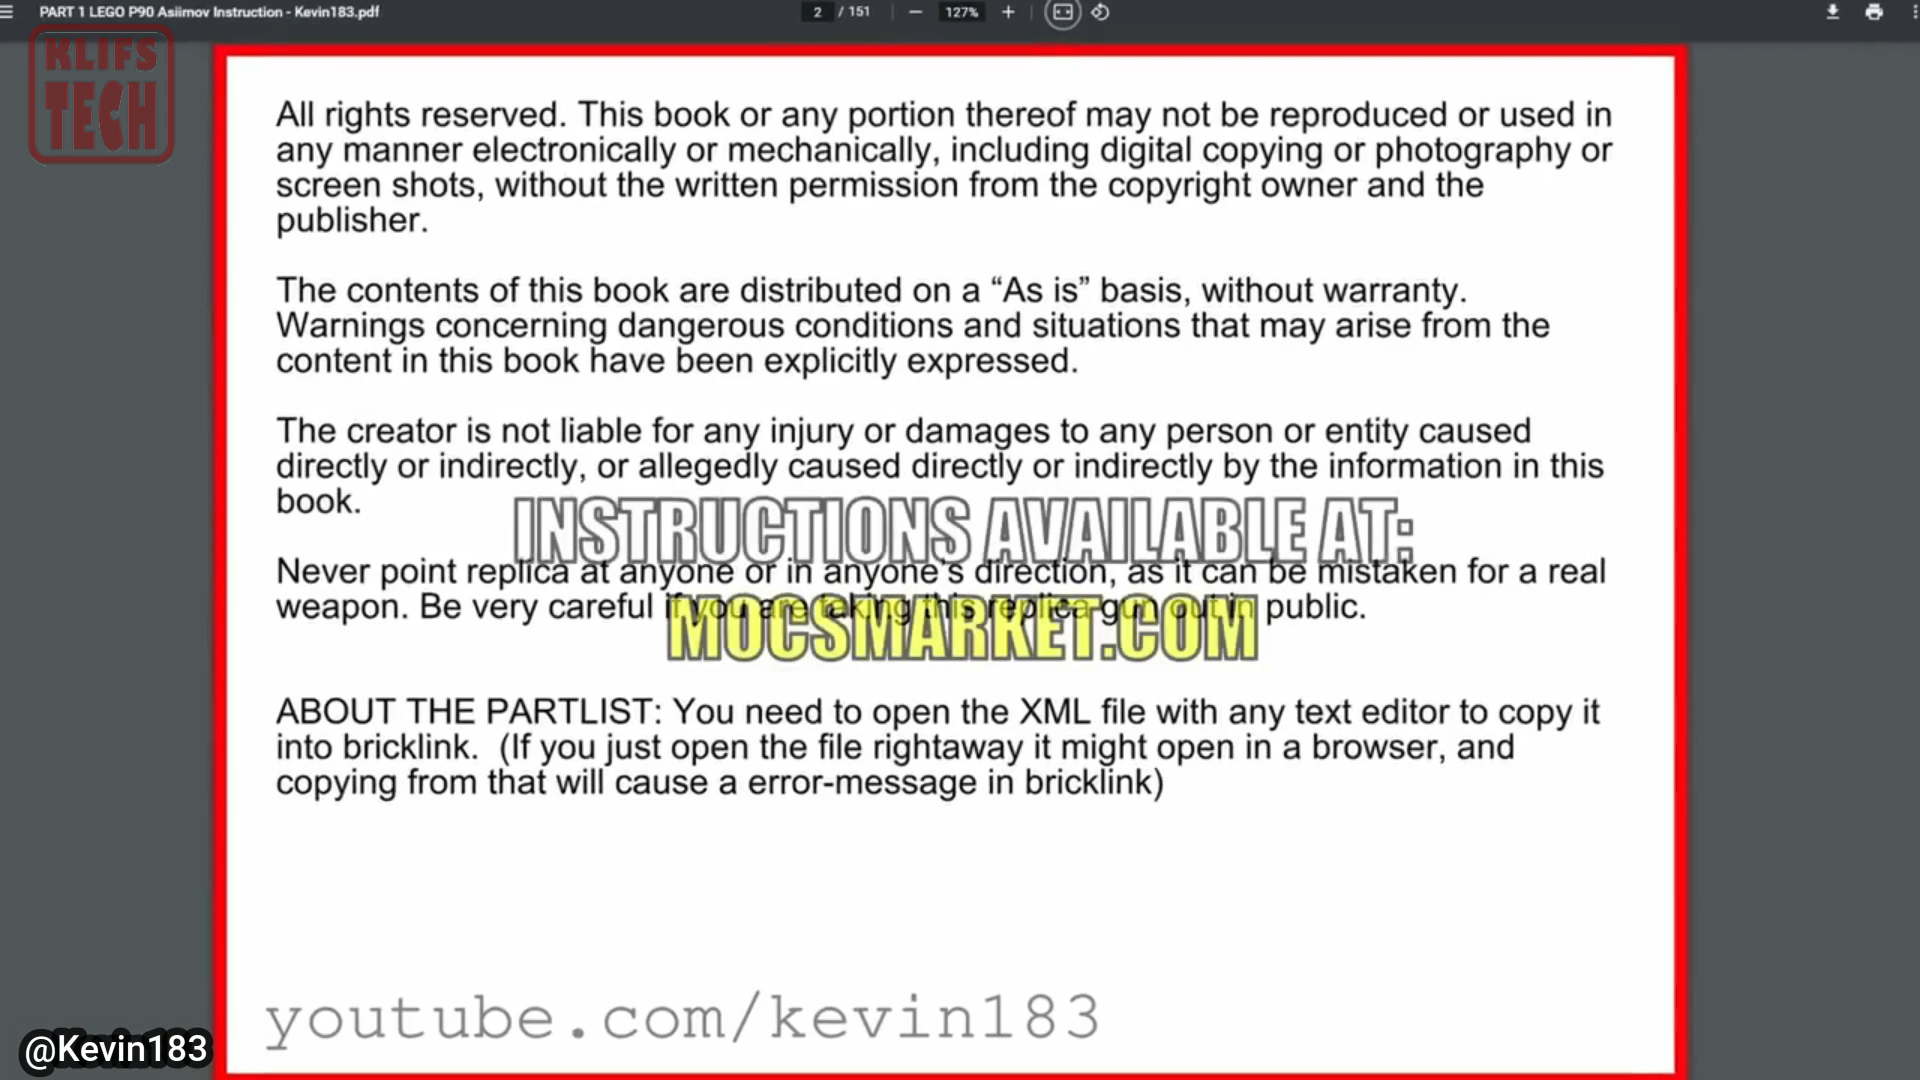 PART 1 LEGO P90 Asiimov Instruction - Kevin183.pdf
2 / 151
127%
KLIFS
TECH
All rights reserved. This book or any portion thereof may not be reproduced or used in
any manner electronically or mechanically, including digital copying or photography or
screen shots, without the written permission from the copyright owner and the
publisher.
The contents of this book are distributed on a “As is” basis, without warranty.
Warnings concerning dangerous conditions and situations that may arise from the
content in this book have been explicitly expressed.
The creator is not liable for any injury or damages to any person or entity caused
directly or indirectly, or allegedly caused directly or indirectly by the information in this
book.
INSTRUCTIONS AVAILABLE AT:
Never point replica at anyone or in anyone's direction, as it can be mistaken for a real
weapon. Be very careful if you are taking this replica gun out in public.
MOCSMARKET.COM
ABOUT THE PARTLIST: You need to open the XML file with any text editor to copy it
into bricklink. (If you just open the file rightaway it might open in a browser, and
copying from that will cause a error-message in bricklink)
youtube.com/kevin183
@Kevin183